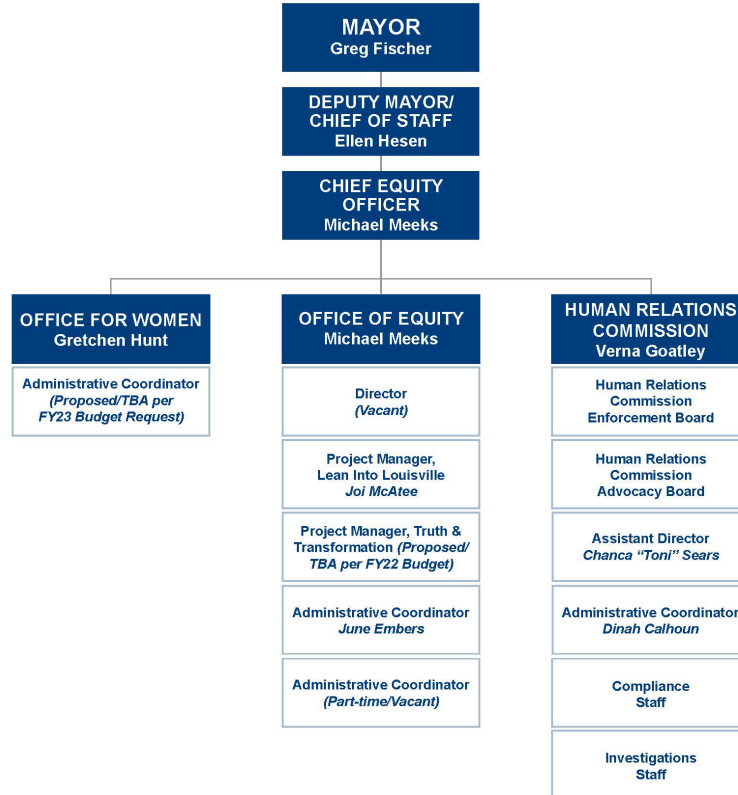 MAYOR
Greg Fischer
DEPUTY MAYOR/
CHIEF OF STAFF
Ellen Hesen
CHIEF EQUITY
OFFICER
Michael Meeks
OFFICE FOR WOMEN
Gretchen Hunt
Administrative Coordinator
(Proposed/TBA per
FY23 Budget Request)
OFFICE OF EQUITY
Michael Meeks
Director
(Vacant)
Project Manager,
Lean Into Louisville
Joi McAtee
Project Manager, Truth &
Transformation (Proposed/
TBA per FY22 Budget)
Administrative Coordinator
June Embers
Administrative Coordinator
(Part-time/Vacant)
HUMAN RELATIONS
COMMISSION
Verna Goatley
Human Relations
Commission
Enforcement Board
Human Relations
Commission
Advocacy Board
Assistant Director
Chanca “Toni” Sears
Administrative Coordinator
Dinah Calhoun
Compliance
Staff
Investigations
Staff